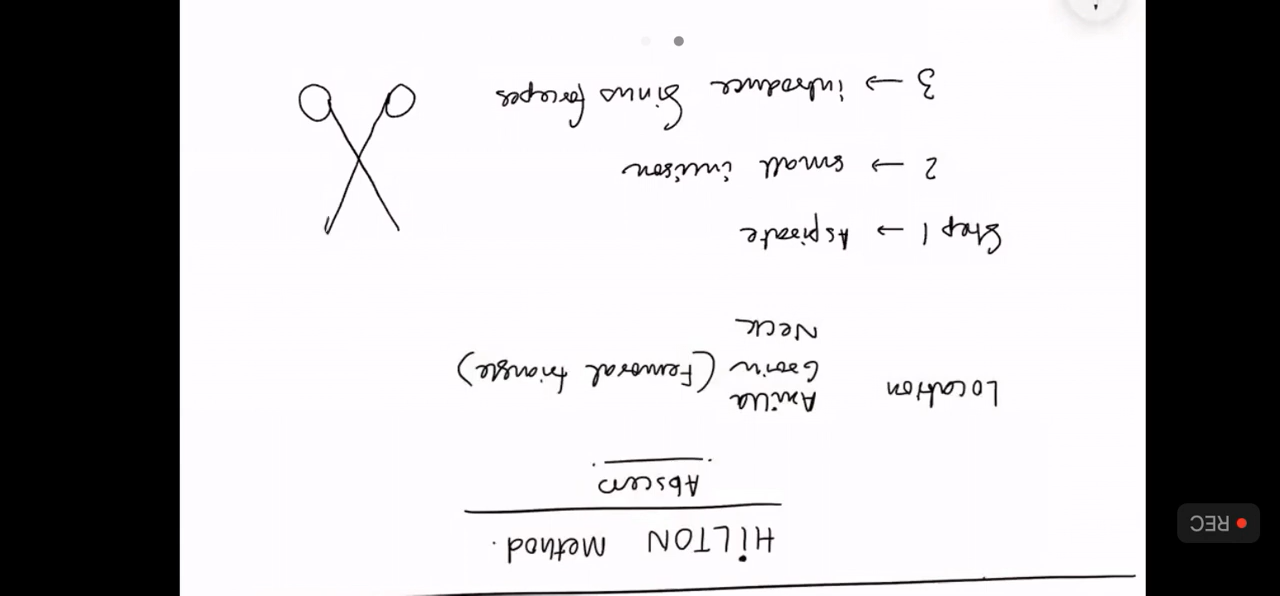 HiLTON Method.
Abscess
Location Axilla
Groin (Femoral triangle)
Neck
Step 1 → Aspirate
2 → small incison
3 → introduce Sinus forceps
REC